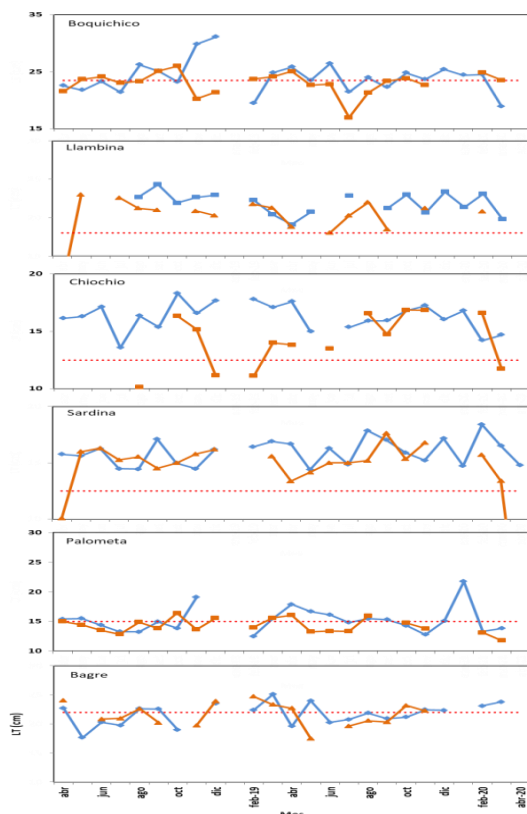 35
Boquichico
25
15
Llambina
20
Chiochio
15
10
Sardina
30
Palometa
25
20
15
10
Bagre
LT (cm)
abr jun ago oct dic feb-19 abr jun ago oct dic feb-20 abr-20